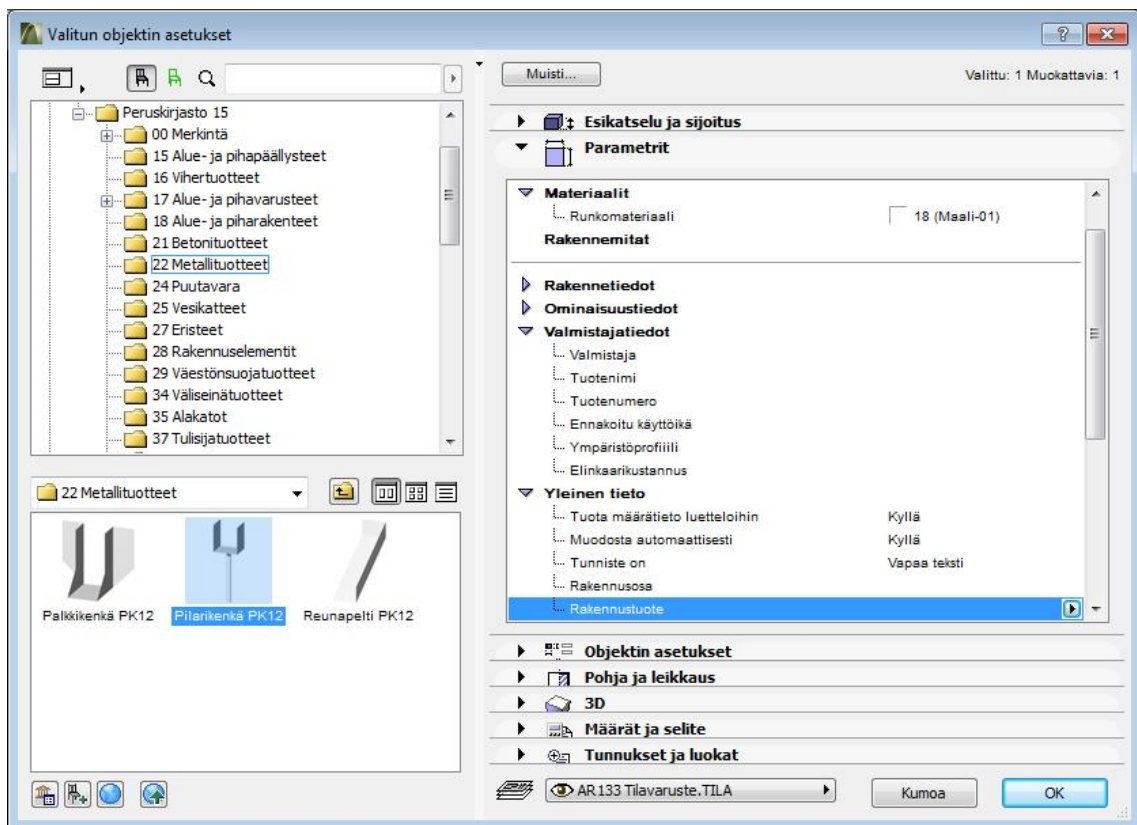 Valitun objektin asetukset
Muisti...
Valittu: 1 Muokattavia: 1
Peruskirjasto 15
00 Merkintä
15 Alue- ja pihapäällysteet
16 Vihertuotteet
17 Alue- ja pihavarusteet
18 Alue- ja piharakenteet
21 Betonituotteet
22 Metallituotteet
24 Puutavara
25 Vesikatteet
27 Eristeet
28 Rakennuselementit
29 Väestönsuojatuotteet
34 Väliseinätuotteet
35 Alakatot
37 Tulisijatuotteet
22 Metallituotteet
Palkkikenkä PK12
Pilarikenkä PK12
Reunapelti PK12
Esikatselu ja sijoitus
Parametrit
Materiaalit
Runkomateriaali 18 (Maali-01)
Rakennemitat
Rakennetiedot
Ominaisuustiedot
Valmistajatiedot
Valmistaja
Tuotenimi
Tuotenumero
Ennakoitu käyttöikä
Ympäristöprofiiili
Elinkaarikustannus
Yleinen tieto
Tuota määrätieto luetteloihin Kyllä
Muodosta automaattisesti Kyllä
Tunniste on Vapaa teksti
Rakennusosa
Rakennustuote
Objektin asetukset
Pohja ja leikkaus
3D
Määrät ja selite
Tunnukset ja luokat
AR133 Tilavaruste.TILA
Kumoa
OK